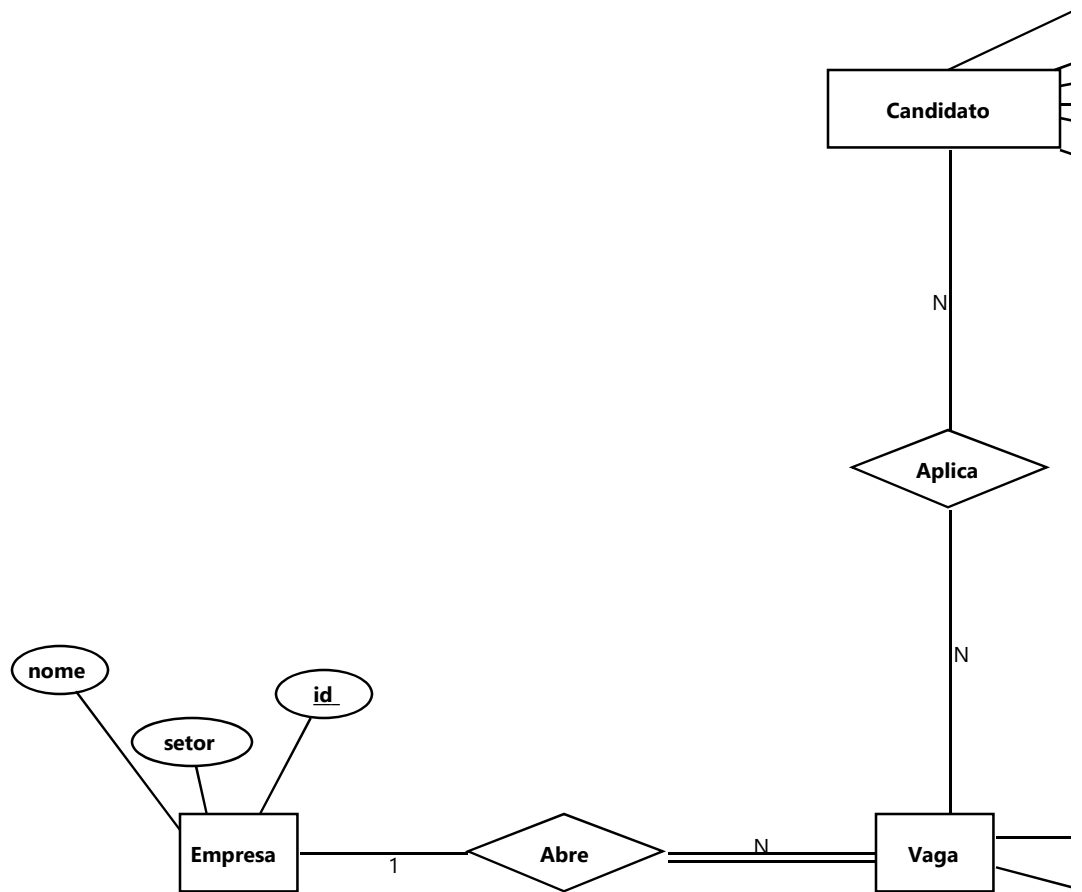 Candidato
N
Aplica
N
nome
id
setor
Empresa
1
Abre
N
Vaga